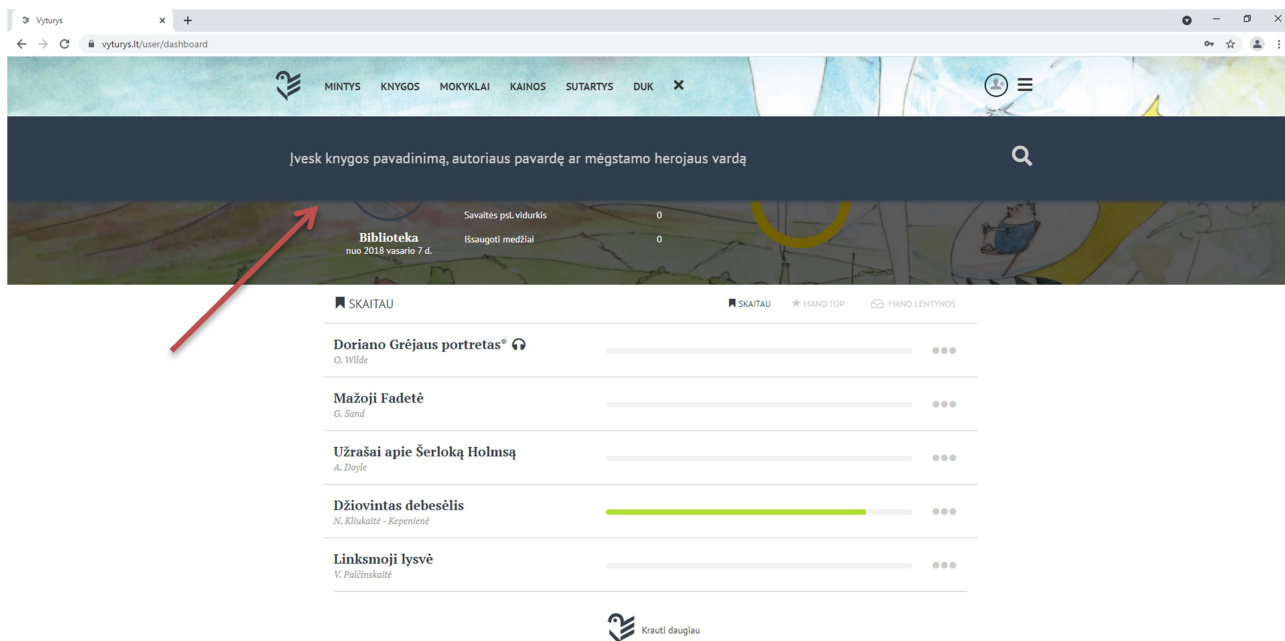 Vyturys
vyturys.lt/user/dashboard
MINTYS KNYGOS MOKYKLAI KAINOS SUTARTYS DUK
Įvesk knygos pavadinimą, autoriaus pavardę ar mėgstamo herojaus vardą
Savaitės psl. vidurkis 0
Biblioteka
nuo 2018 vasario 7 d.
Išsaugoti medžiai 0
SKAITAU
SKAITAU MANO TOP MANO LENTYNOS
Doriano Grėjaus portretas*
O. Wilde
Mažoji Fadetė
G. Sand
Užrašai apie Šerloką Holmsą
A. Doyle
Džiovintas debesėlis
N. Kliukaitė - Kepenienė
Linksmoji lysvė
V. Palčinskaitė
Krauti daugiau